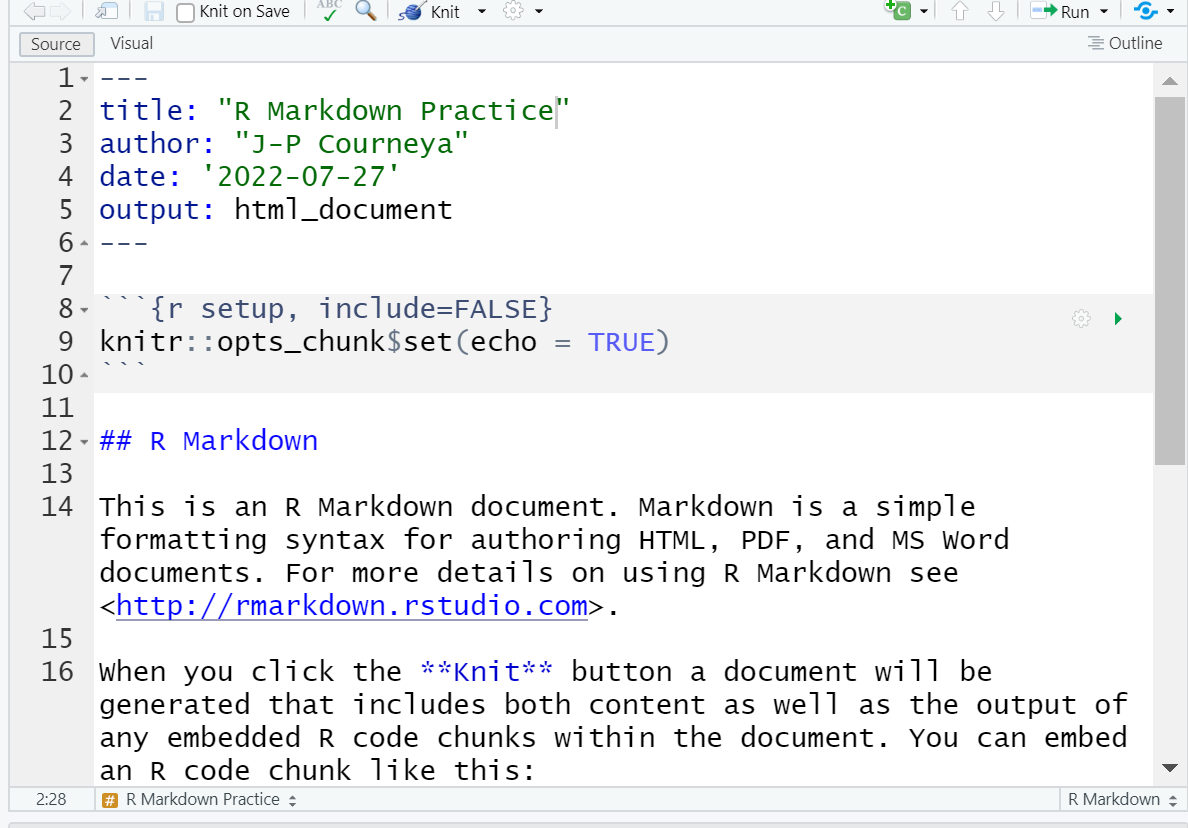 Knit on Save ABC Knit C Run
Source Visual Outline
1 ---
2 title: "R Markdown Practice"
3 author: "J-P Courneya"
4 date: '2022-07-27'
5 output: html_document
6 ---
7
8 ```{r setup, include=FALSE}
9 knitr::opts_chunk$set(echo = TRUE)
10 ```
11
12 ## R Markdown
13
14 This is an R Markdown document. Markdown is a simple
formatting syntax for authoring HTML, PDF, and MS Word
documents. For more details on using R Markdown see
<http://rmarkdown.rstudio.com>.
15
16 When you click the **Knit** button a document will be
generated that includes both content as well as the output of
any embedded R code chunks within the document. You can embed
an R code chunk like this:
2:28 # R Markdown Practice R Markdown